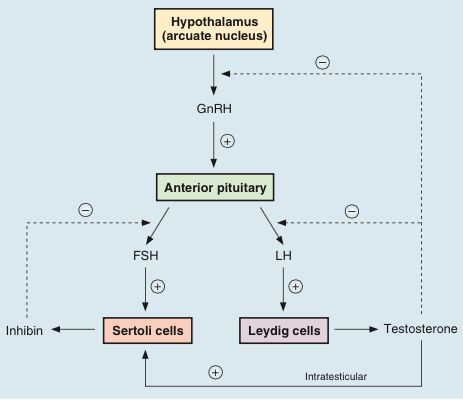 Hypothalamus
(arcuate nucleus)
−
GnRH
+
Anterior pituitary
− −
FSH LH
+ +
Inhibin Sertoli cells Leydig cells Testosterone
+ Intratesticular